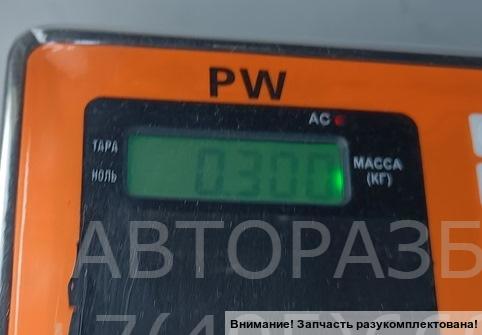 PW
AC
ТАРА
НОЛЬ
0.300
МАССА
(КГ)
АВТОРАЗБ
Внимание! Запчасть разукомплектована!